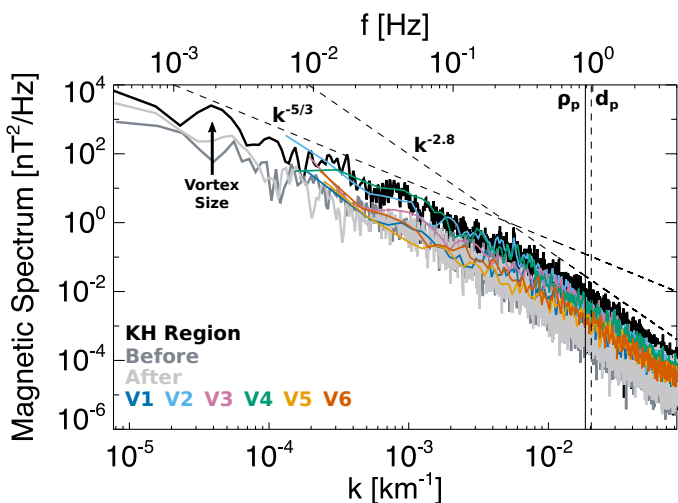 f [Hz]
10⁻³ 10⁻² 10⁻¹ 10⁰
Magnetic Spectrum [nT²/Hz]
10⁴
10²
10⁰
10⁻²
10⁻⁴
10⁻⁶
ρₚ dₚ
k⁻⁵/³
k⁻²·⁸
Vortex
Size
KH Region
Before
After
V1 V2 V3 V4 V5 V6
10⁻⁵ 10⁻⁴ 10⁻³ 10⁻²
k [km⁻¹]